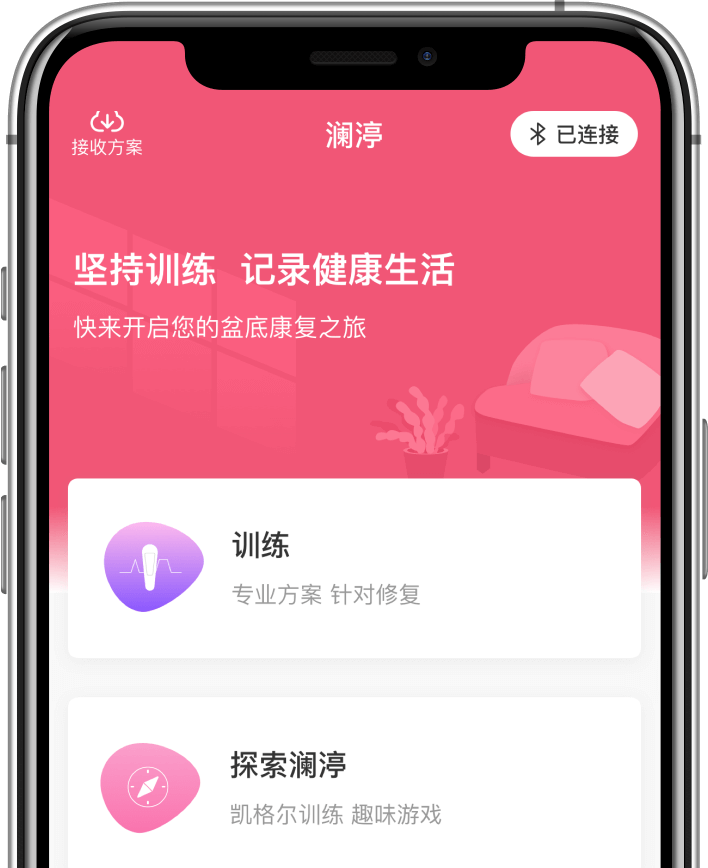 接收方案
澜渟
已连接
坚持训练 记录健康生活
快来开启您的盆底康复之旅
训练
专业方案 针对修复
探索澜渟
凯格尔训练 趣味游戏